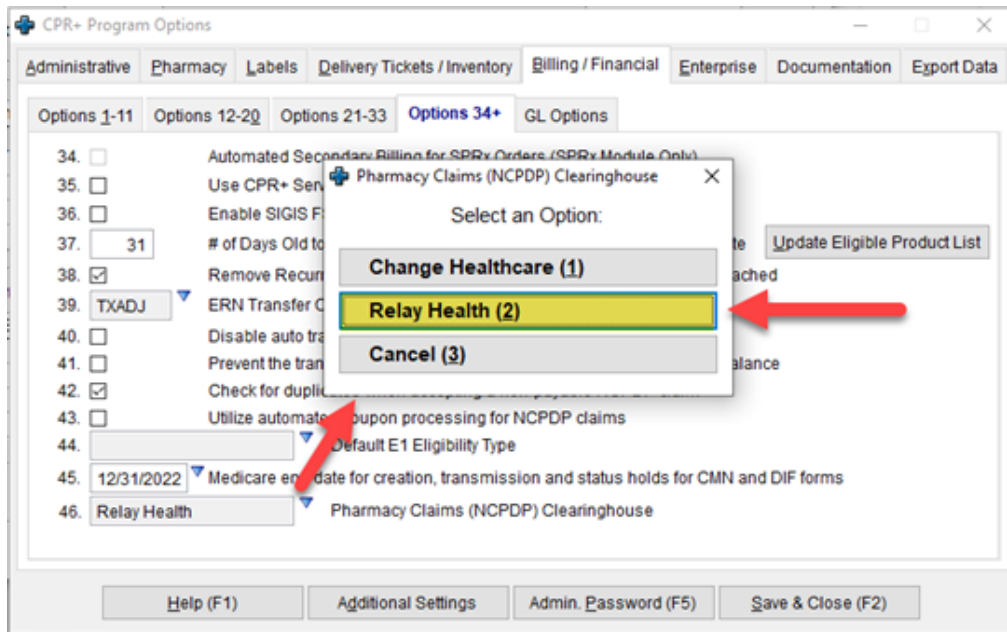 CPR+ Program Options
Administrative Pharmacy Labels Delivery Tickets / Inventory Billing / Financial Enterprise Documentation Export Data
Options 1-11 Options 12-20 Options 21-33 Options 34+ GL Options
34. Automated Secondary Billing for SPRx Orders (SPRx Module Only)
35. Use CPR+ Ser
36. Enable SIGIS F
37. 31 # of Days Old to te Update Eligible Product List
38. Remove Recur ached
39. TXADJ ERN Transfer
40. Disable auto tra
41. Prevent the tran alance
42. Check for dupli
43. Utilize automate coupon processing for NCPDP claims
44. Default E1 Eligibility Type
45. 12/31/2022 Medicare en date for creation, transmission and status holds for CMN and DIF forms
46. Relay Health Pharmacy Claims (NCPDP) Clearinghouse
Pharmacy Claims (NCPDP) Clearinghouse
Select an Option:
Change Healthcare (1)
Relay Health (2)
Cancel (3)
Help (F1) Additional Settings Admin. Password (F5) Save & Close (F2)